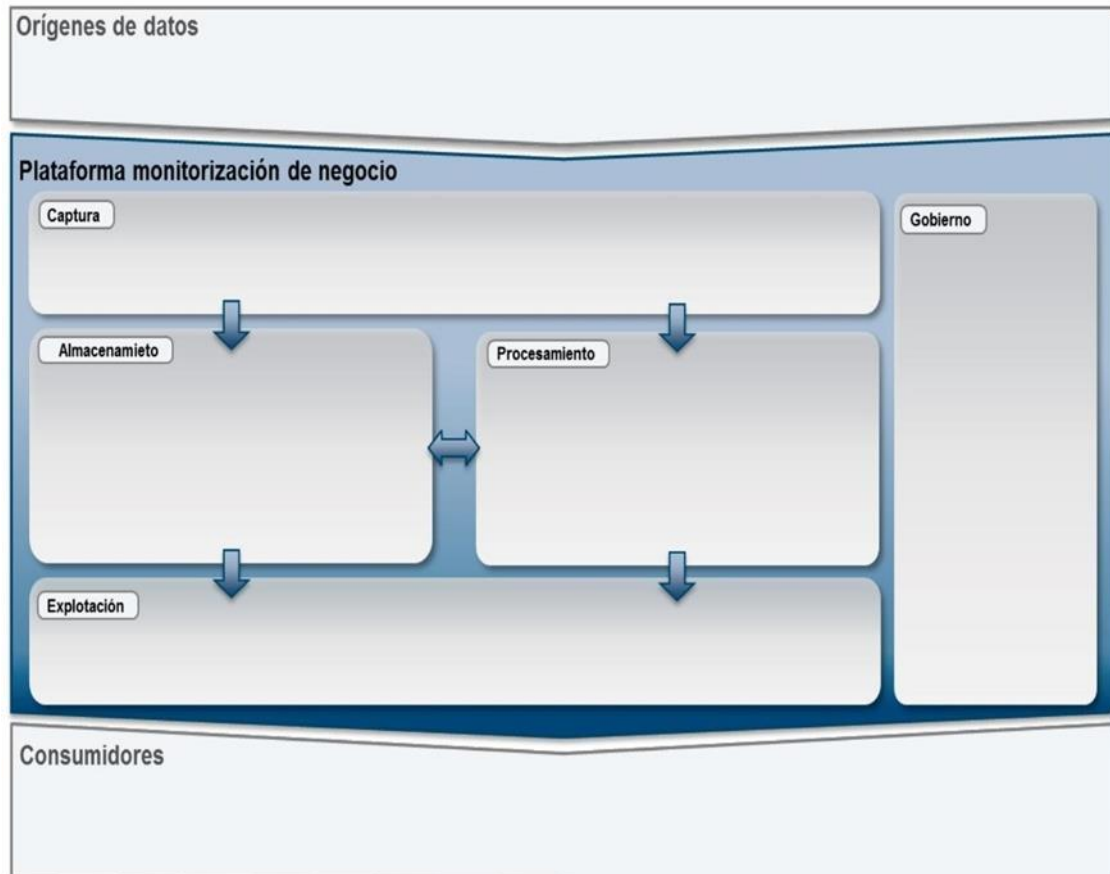 Orígenes de datos
Plataforma monitorización de negocio
Captura
Gobierno
Almacenamieto
Procesamiento
Explotación
Consumidores